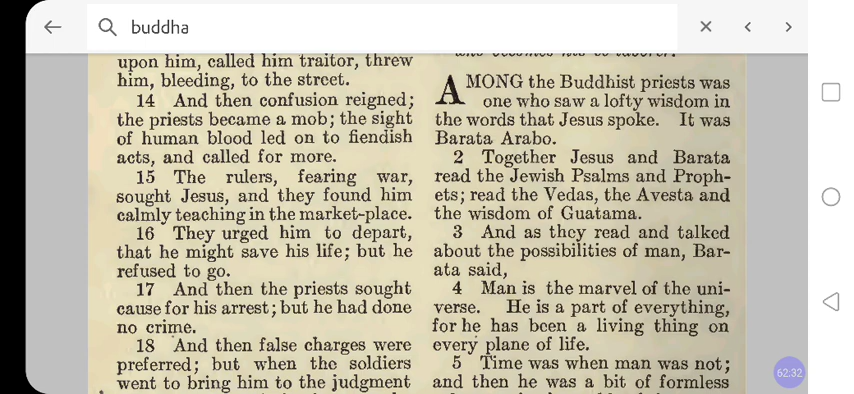 buddha
upon him, called him traitor, threw
him, bleeding, to the street.
14 And then confusion reigned;
the priests became a mob; the sight
of human blood led on to fiendish
acts, and called for more.
15 The rulers, fearing war,
sought Jesus, and they found him
calmly teaching in the market-place.
16 They urged him to depart,
that he might save his life; but he
refused to go.
17 And then the priests sought
cause for his arrest; but he had done
no crime.
18 And then false charges were
preferred; but when the soldiers
went to bring him to the judgment
AMONG the Buddhist priests was
one who saw a lofty wisdom in
the words that Jesus spoke. It was
Barata Arabo.
2 Together Jesus and Barata
read the Jewish Psalms and Proph-
ets; read the Vedas, the Avesta and
the wisdom of Guatama.
3 And as they read and talked
about the possibilities of man, Bar-
ata said,
4 Man is the marvel of the uni-
verse. He is a part of everything,
for he has been a living thing on
every plane of life.
5 Time was when man was not;
and then he was a bit of formless
62:32